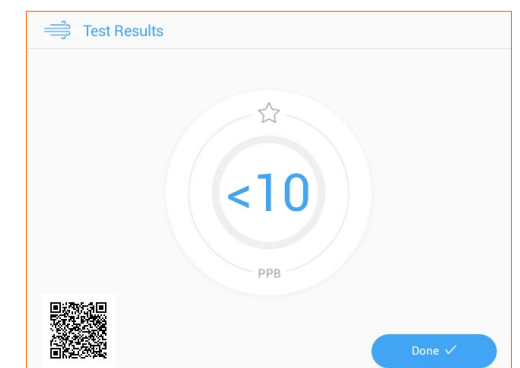 Test Results
<10
PPB
Done ✓